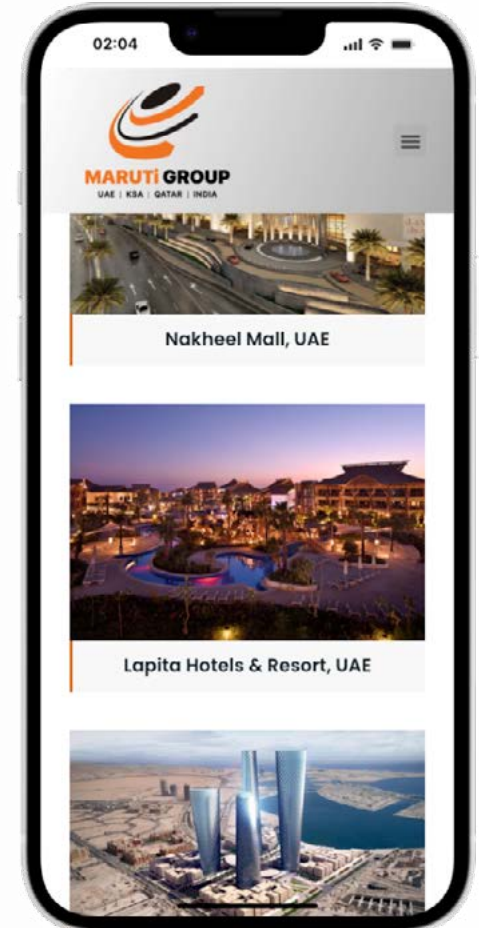 02:04
MARUTi GROUP
UAE | KSA | QATAR | INDIA
Nakheel Mall, UAE
Lapita Hotels & Resort, UAE